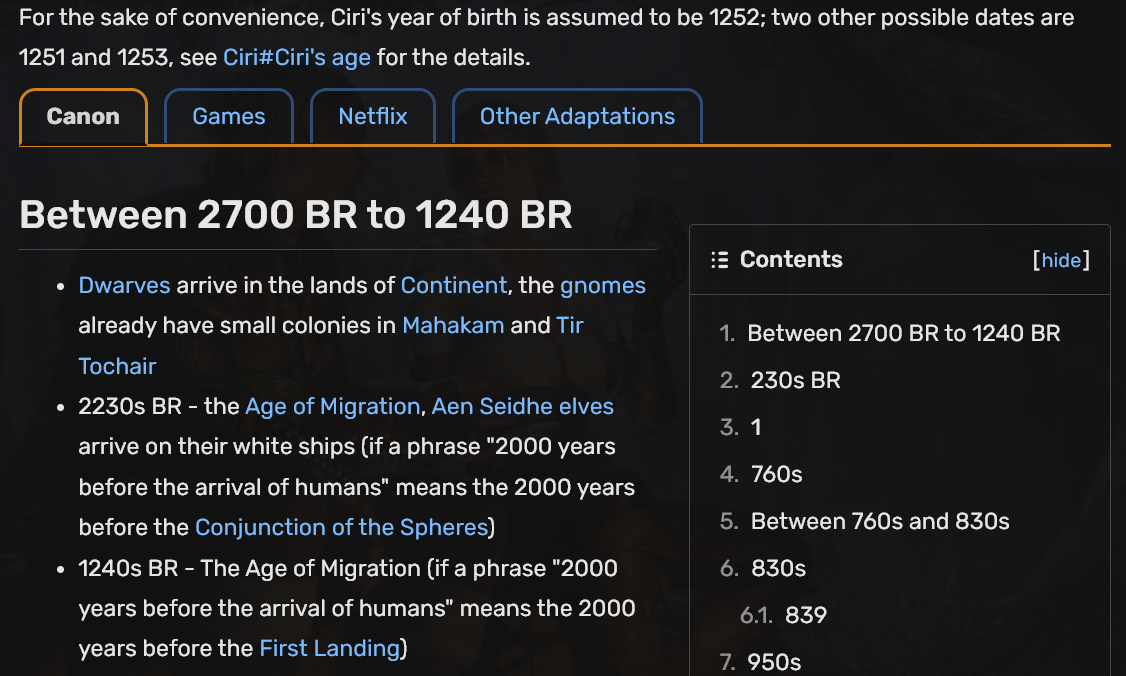 For the sake of convenience, Ciri's year of birth is assumed to be 1252; two other possible dates are
1251 and 1253, see Ciri#Ciri's age for the details.
Canon
Games
Netflix
Other Adaptations
Between 2700 BR to 1240 BR
Dwarves arrive in the lands of Continent, the gnomes
already have small colonies in Mahakam and Tir
Tochair
2230s BR - the Age of Migration, Aen Seidhe elves
arrive on their white ships (if a phrase "2000 years
before the arrival of humans" means the 2000 years
before the Conjunction of the Spheres)
1240s BR - The Age of Migration (if a phrase "2000
years before the arrival of humans" means the 2000
years before the First Landing)
Contents
[hide]
1. Between 2700 BR to 1240 BR
2. 230s BR
3. 1
4. 760s
5. Between 760s and 830s
6. 830s
6.1. 839
7. 950s